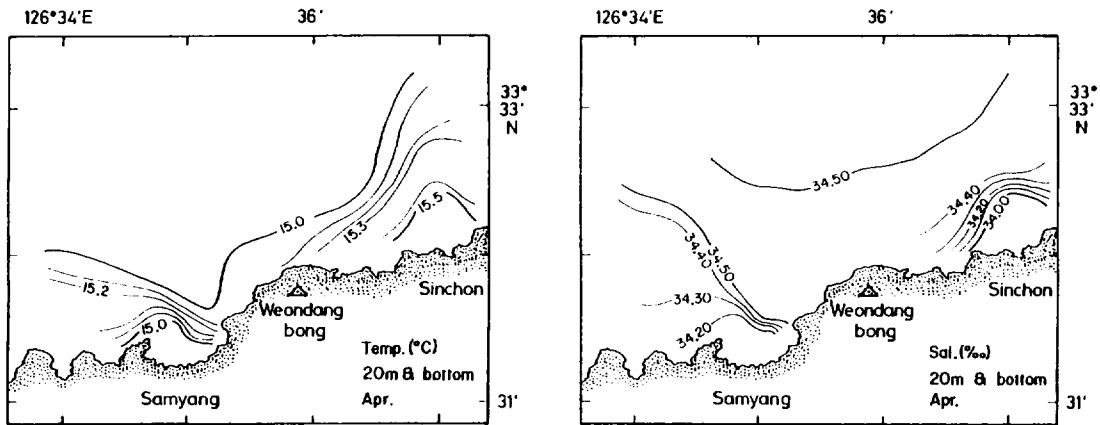 126°34'E 36'
33°
33'
N
15.0
15.5
15.3
15.2
15.0
Sinchon
Weondang
bong
Temp.(°C)
20m & bottom
Apr.
Samyang
31'
126°34'E 36'
33°
33'
N
34.50
34.40
34.20
34.00
34.50
34.40
34.30
34.20
Sinchon
Weondang
bong
Sal.(‰)
20m & bottom
Apr.
Samyang
31'